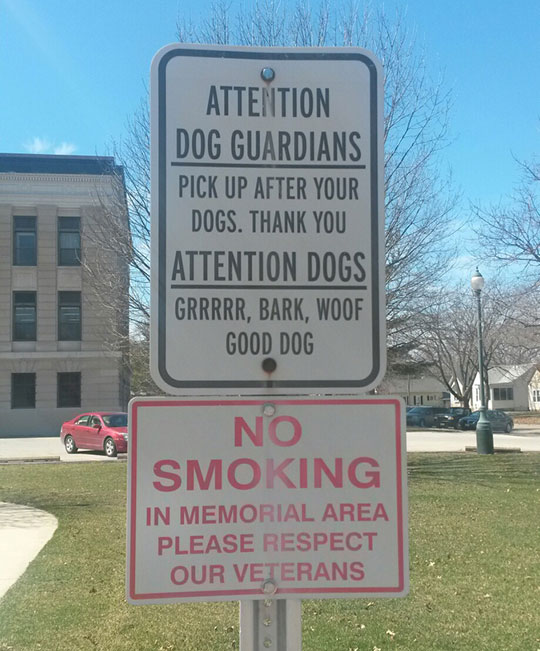 ATTENTION
DOG GUARDIANS
PICK UP AFTER YOUR
DOGS. THANK YOU
ATTENTION DOGS
GRRRRR, BARK, WOOF
GOOD DOG
NO
SMOKING
IN MEMORIAL AREA
PLEASE RESPECT
OUR VETERANS